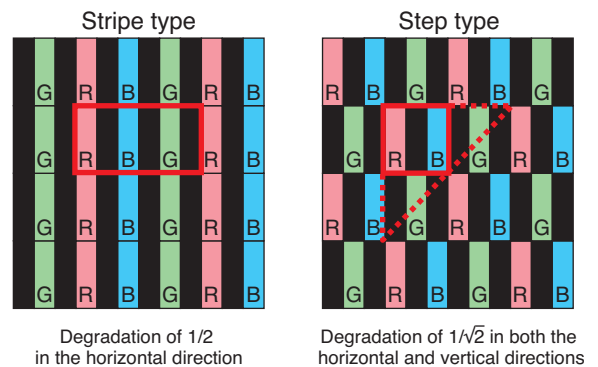 Stripe type
G R B G R B
G R B G R B
G R B G R B
G R B G R B
Degradation of 1/2
in the horizontal direction
Step type
R B G R B G
G R B G R B
R B G R B G
G R B G R B
Degradation of 1/√2 in both the
horizontal and vertical directions